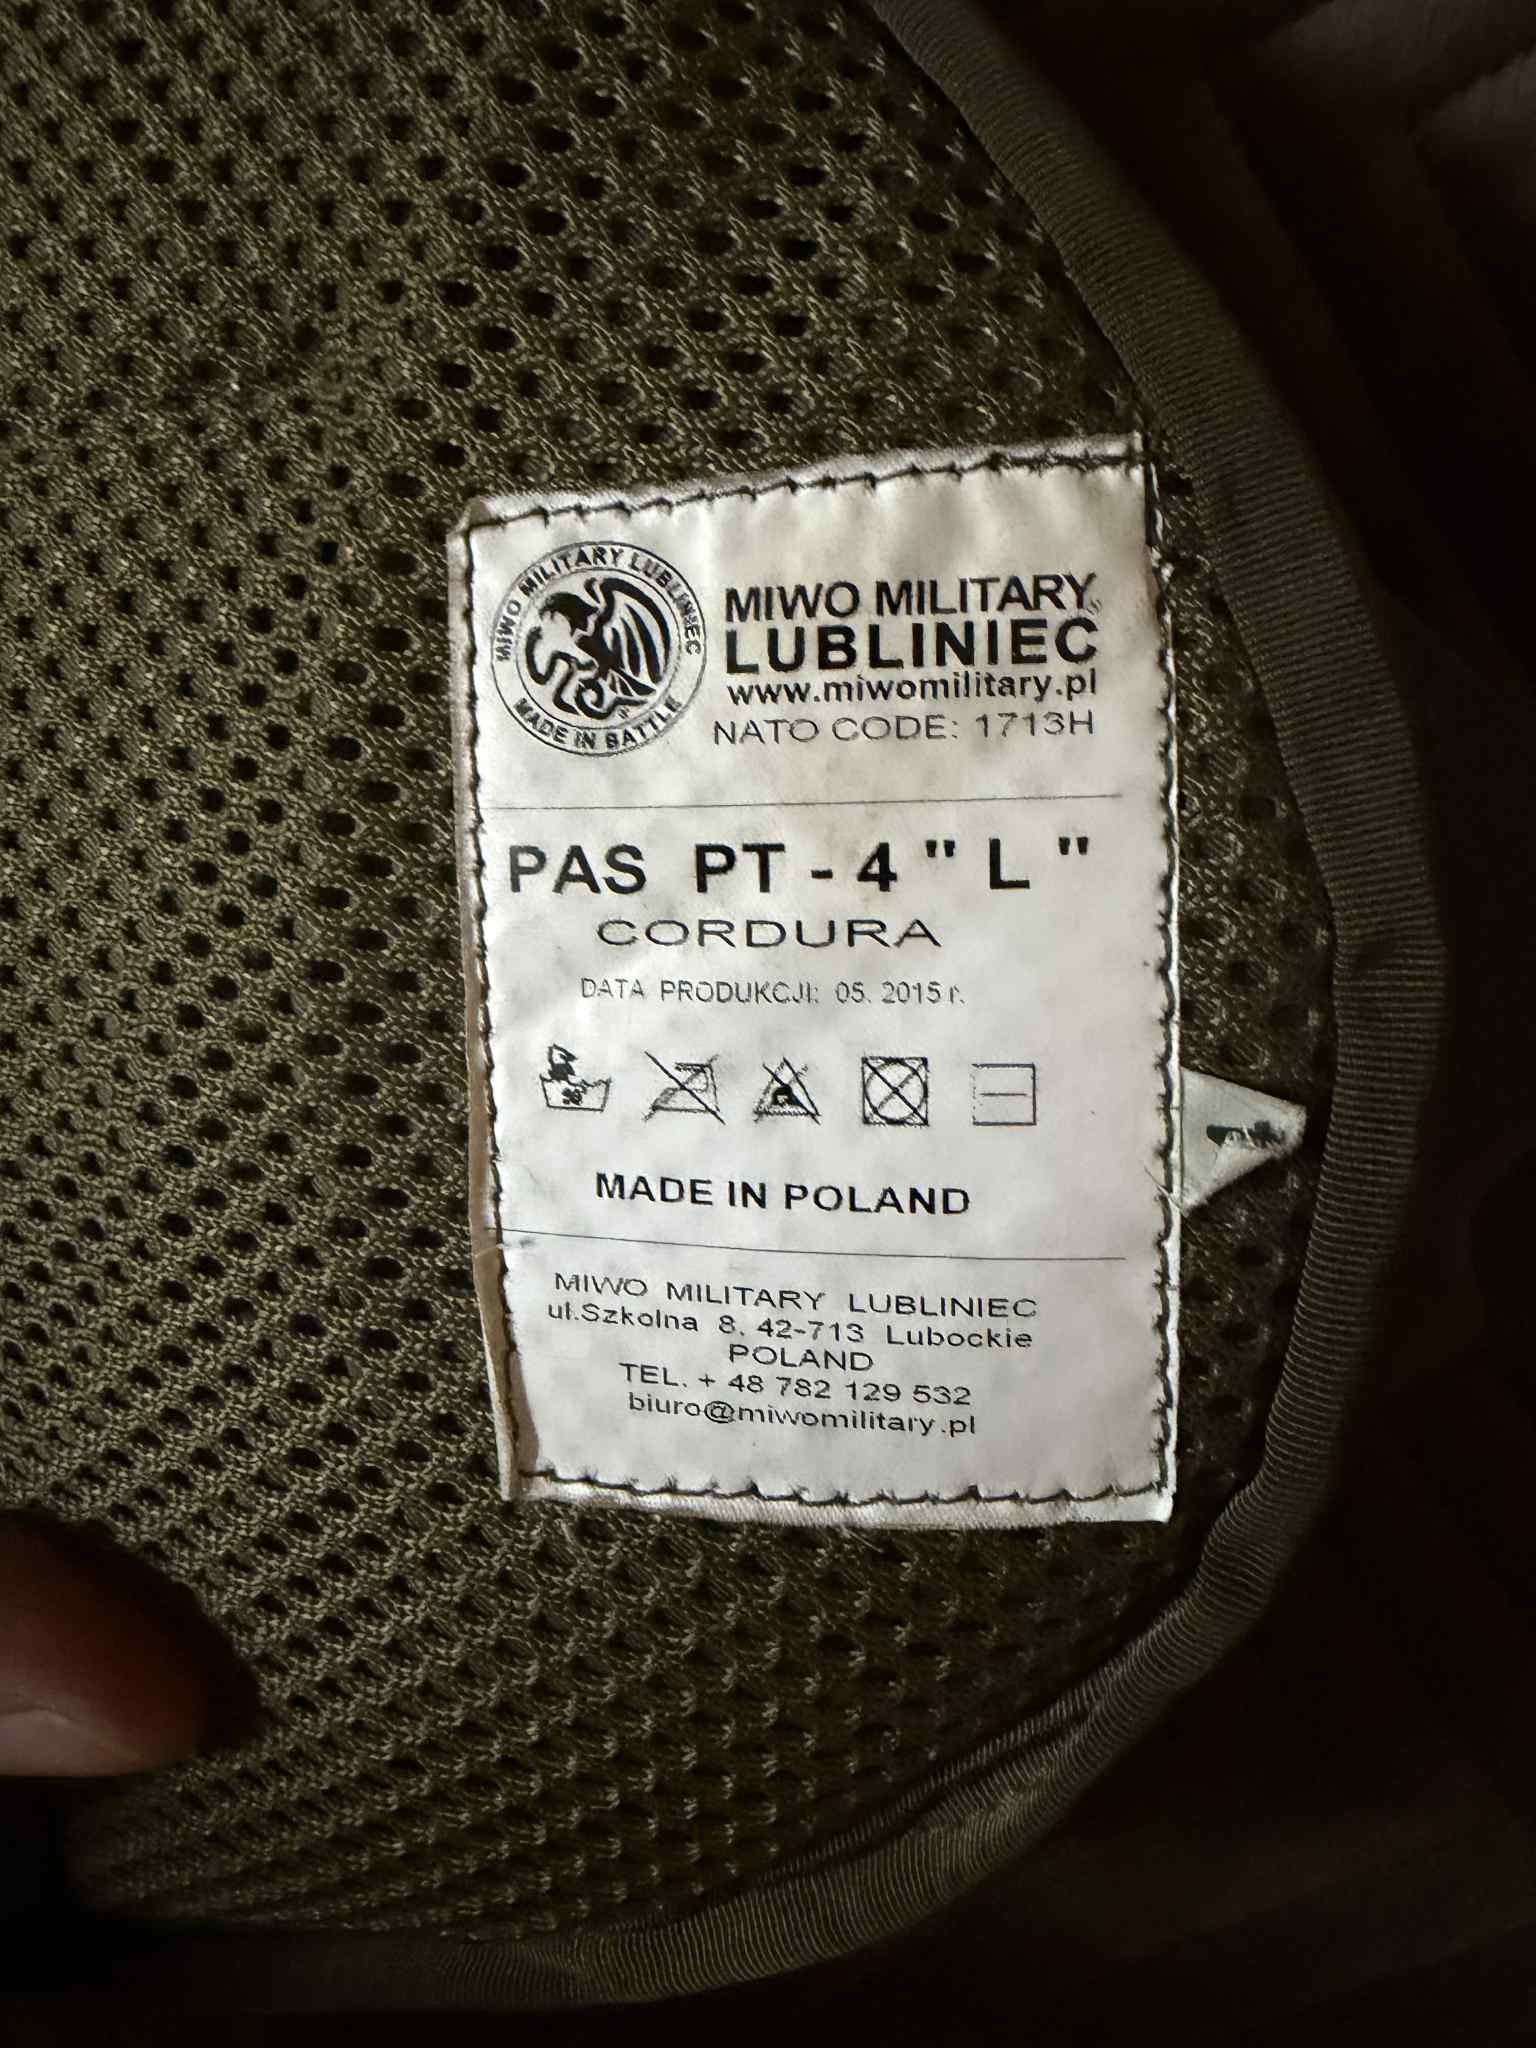 MIWO MILITARY LUBLINIEC
MADE IN BATTLE
MIWO MILITARY
LUBLINIEC
www.miwomilitary.pl
NATO CODE: 1713H
PAS PT - 4 " L "
CORDURA
DATA PRODUKCJI: 05. 2015 r.
MADE IN POLAND
MIWO MILITARY LUBLINIEC
ul.Szkolna 8. 42-713 Lubockie
POLAND
TEL. + 48 782 129 532
biuro@miwomilitary.pl